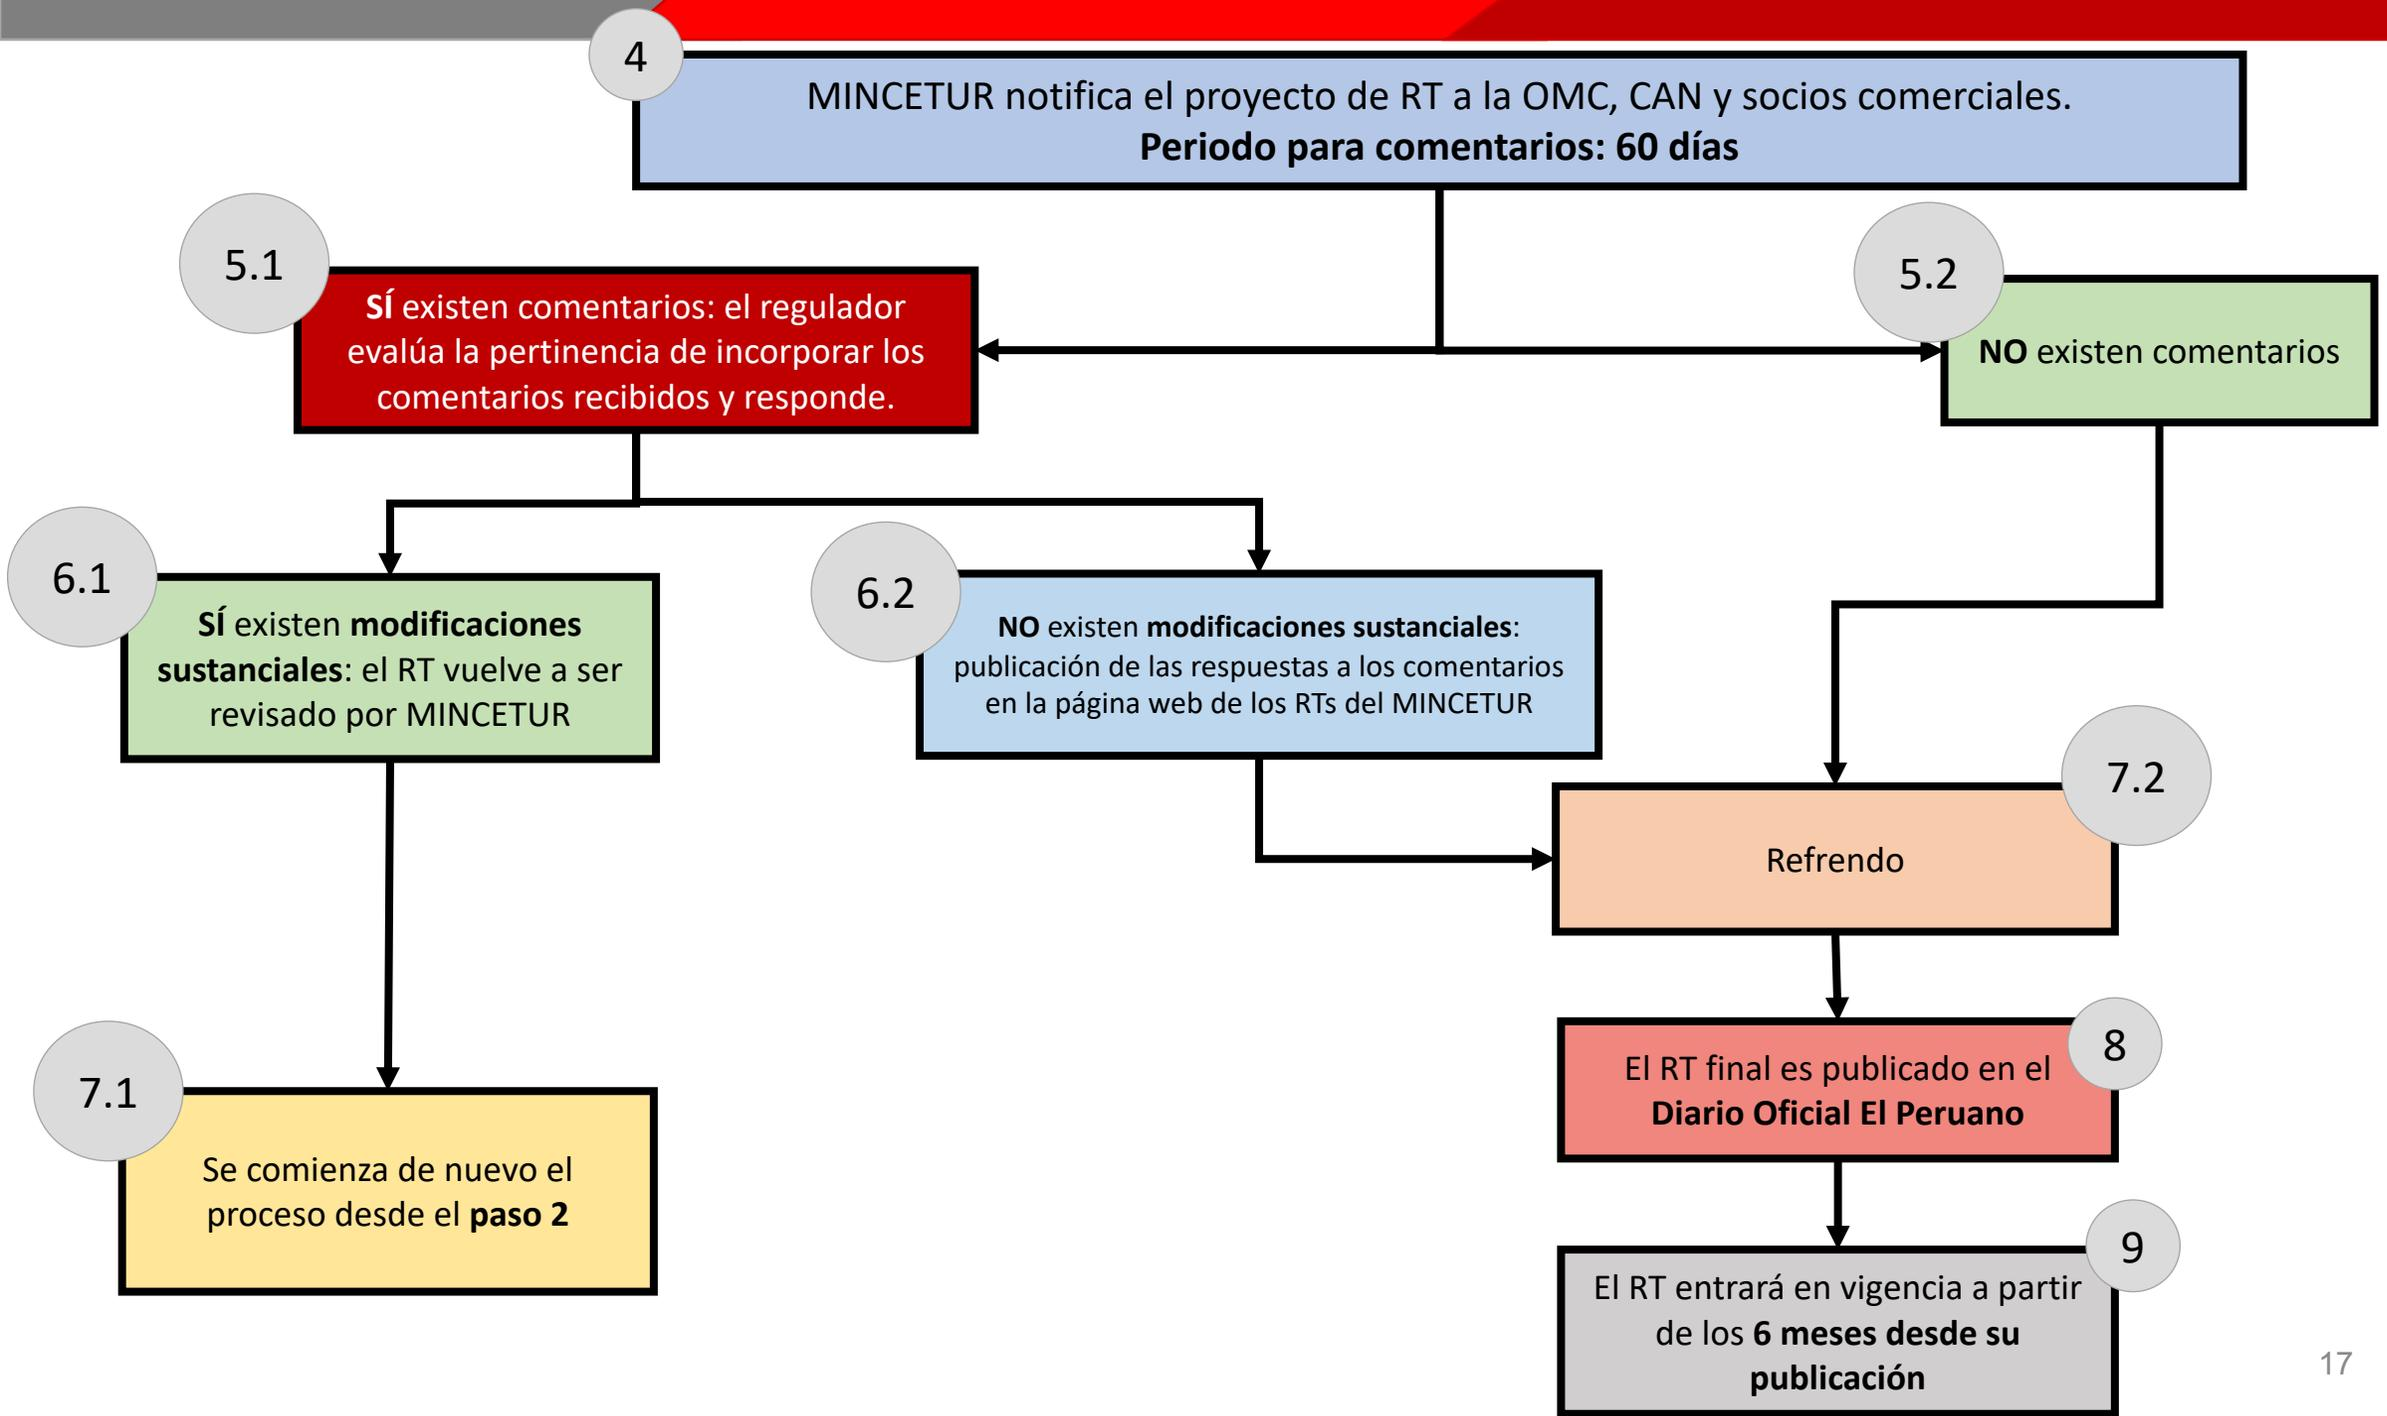 4
MINCETUR notifica el proyecto de RT a la OMC, CAN y socios comerciales.
Periodo para comentarios: 60 días
5.1
SÍ existen comentarios: el regulador
evalúa la pertinencia de incorporar los
comentarios recibidos y responde.
5.2
NO existen comentarios
6.1
SÍ existen modificaciones
sustanciales: el RT vuelve a ser
revisado por MINCETUR
6.2
NO existen modificaciones sustanciales:
publicación de las respuestas a los comentarios
en la página web de los RTs del MINCETUR
7.1
Se comienza de nuevo el
proceso desde el paso 2
7.2
Refrendo
8
El RT final es publicado en el
Diario Oficial El Peruano
9
El RT entrará en vigencia a partir
de los 6 meses desde su
publicación
17